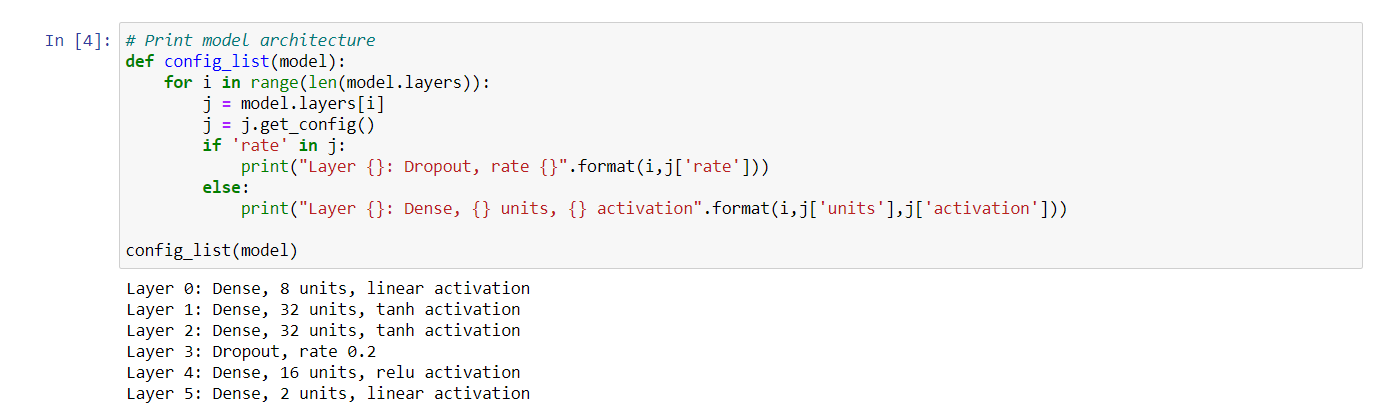 In [4]: # Print model architecture
def config_list(model):
    for i in range(len(model.layers)):
        j = model.layers[i]
        j = j.get_config()
        if 'rate' in j:
            print("Layer {}: Dropout, rate {}".format(i,j['rate']))
        else:
            print("Layer {}: Dense, {} units, {} activation".format(i,j['units'],j['activation']))

config_list(model)
Layer 0: Dense, 8 units, linear activation
Layer 1: Dense, 32 units, tanh activation
Layer 2: Dense, 32 units, tanh activation
Layer 3: Dropout, rate 0.2
Layer 4: Dense, 16 units, relu activation
Layer 5: Dense, 2 units, linear activation